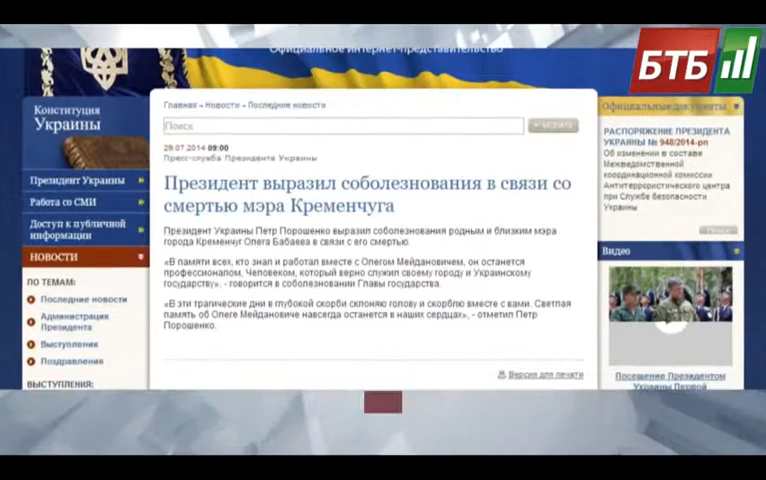 Официальное интернет-представительство
БТБ
Конституция
Украины
Президент Украины
Работа со СМИ
Доступ к публичной
информации
НОВОСТИ
ПО ТЕМАМ:
Последние новости
Администрация
Президента
Выступления
Поздравления
ВЫСТУПЛЕНИЯ:
Главная » Новости » Последние новости
Поиск
ИСКАТЬ
29.07.2014 09:00
Пресс-служба Президента Украины
Президент выразил соболезнования в связи со
смертью мэра Кременчуга
Президент Украины Петр Порошенко выразил соболезнования родным и близким мэра
города Кременчуг Олега Бабаева в связи с его смертью.
«В памяти всех, кто знал и работал вместе с Олегом Мейдановичем, он останется
профессионалом, Человеком, который верно служил своему городу и Украинскому
государству», - говорится в соболезновании Главы государства.
«В эти трагические дни в глубокой скорби склоняю голову и скорблю вместе с вами. Светлая
память об Олеге Мейдановиче навсегда останется в наших сердцах», - отметил Петр
Порошенко.
Версия для печати
Официальные документы
РАСПОРЯЖЕНИЕ ПРЕЗИДЕНТА
УКРАИНЫ № 948/2014-рп
Об изменении в составе
Межведомственной
координационной комиссии
Антитеррористического центра
при Службе безопасности
Украины
Видео
Посещение Президентом
Украины Первой